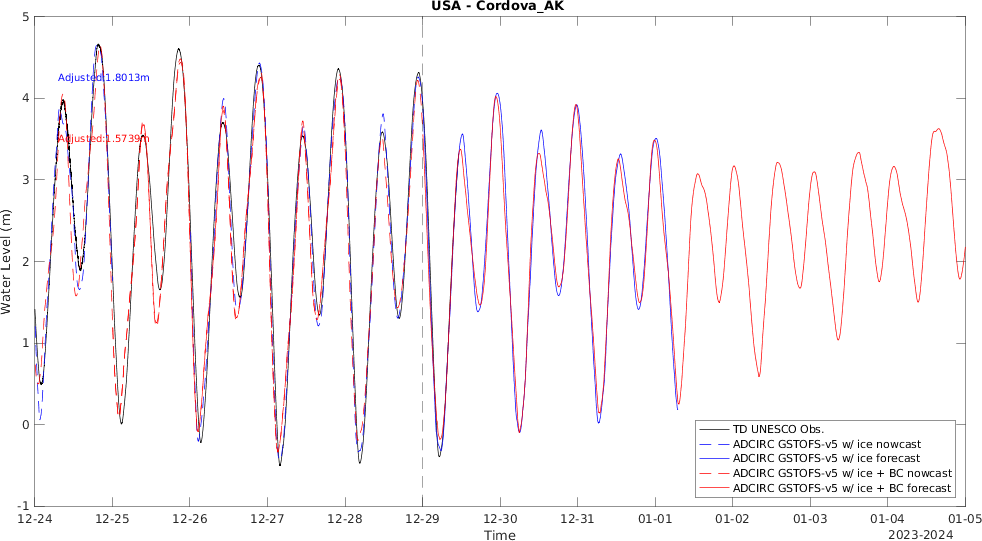 USA - Cordova_AK
5
4
3
2
1
0
-1
Water Level (m)
Adjusted:1.8013m
Adjusted:1.5739m
TD UNESCO Obs.
ADCIRC GSTOFS-v5 w/ ice nowcast
ADCIRC GSTOFS-v5 w/ ice forecast
ADCIRC GSTOFS-v5 w/ ice + BC nowcast
ADCIRC GSTOFS-v5 w/ ice + BC forecast
12-24 12-25 12-26 12-27 12-28 12-29 12-30 12-31 01-01 01-02 01-03 01-04 01-05
Time
2023-2024